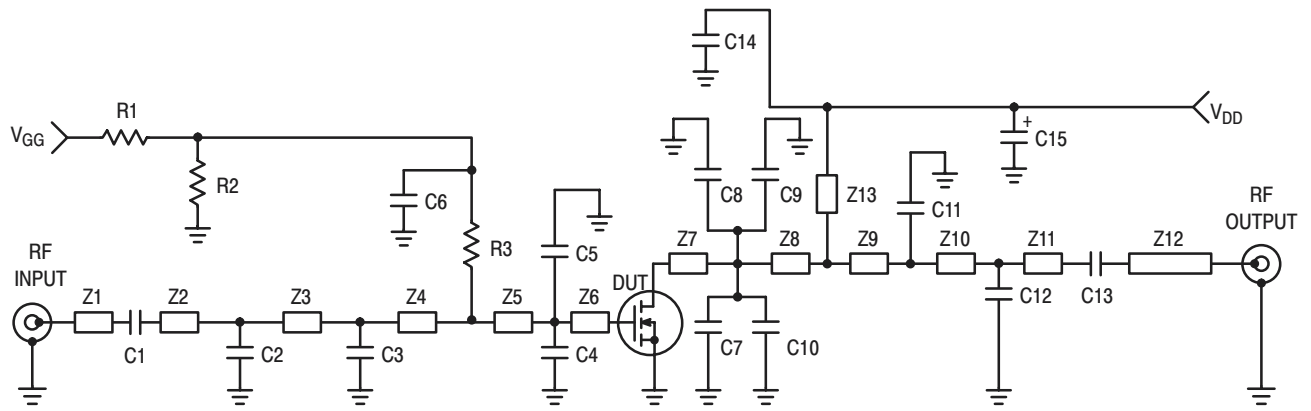 C14
R1
VGG
VDD
+
C15
R2
C6
C8
C9
Z13
C11
RF
OUTPUT
R3
C5
Z7
Z8
Z9
Z10
Z11
Z12
RF
INPUT
DUT
Z1
Z2
Z3
Z4
Z5
Z6
C12
C13
C1
C2
C3
C4
C7
C10